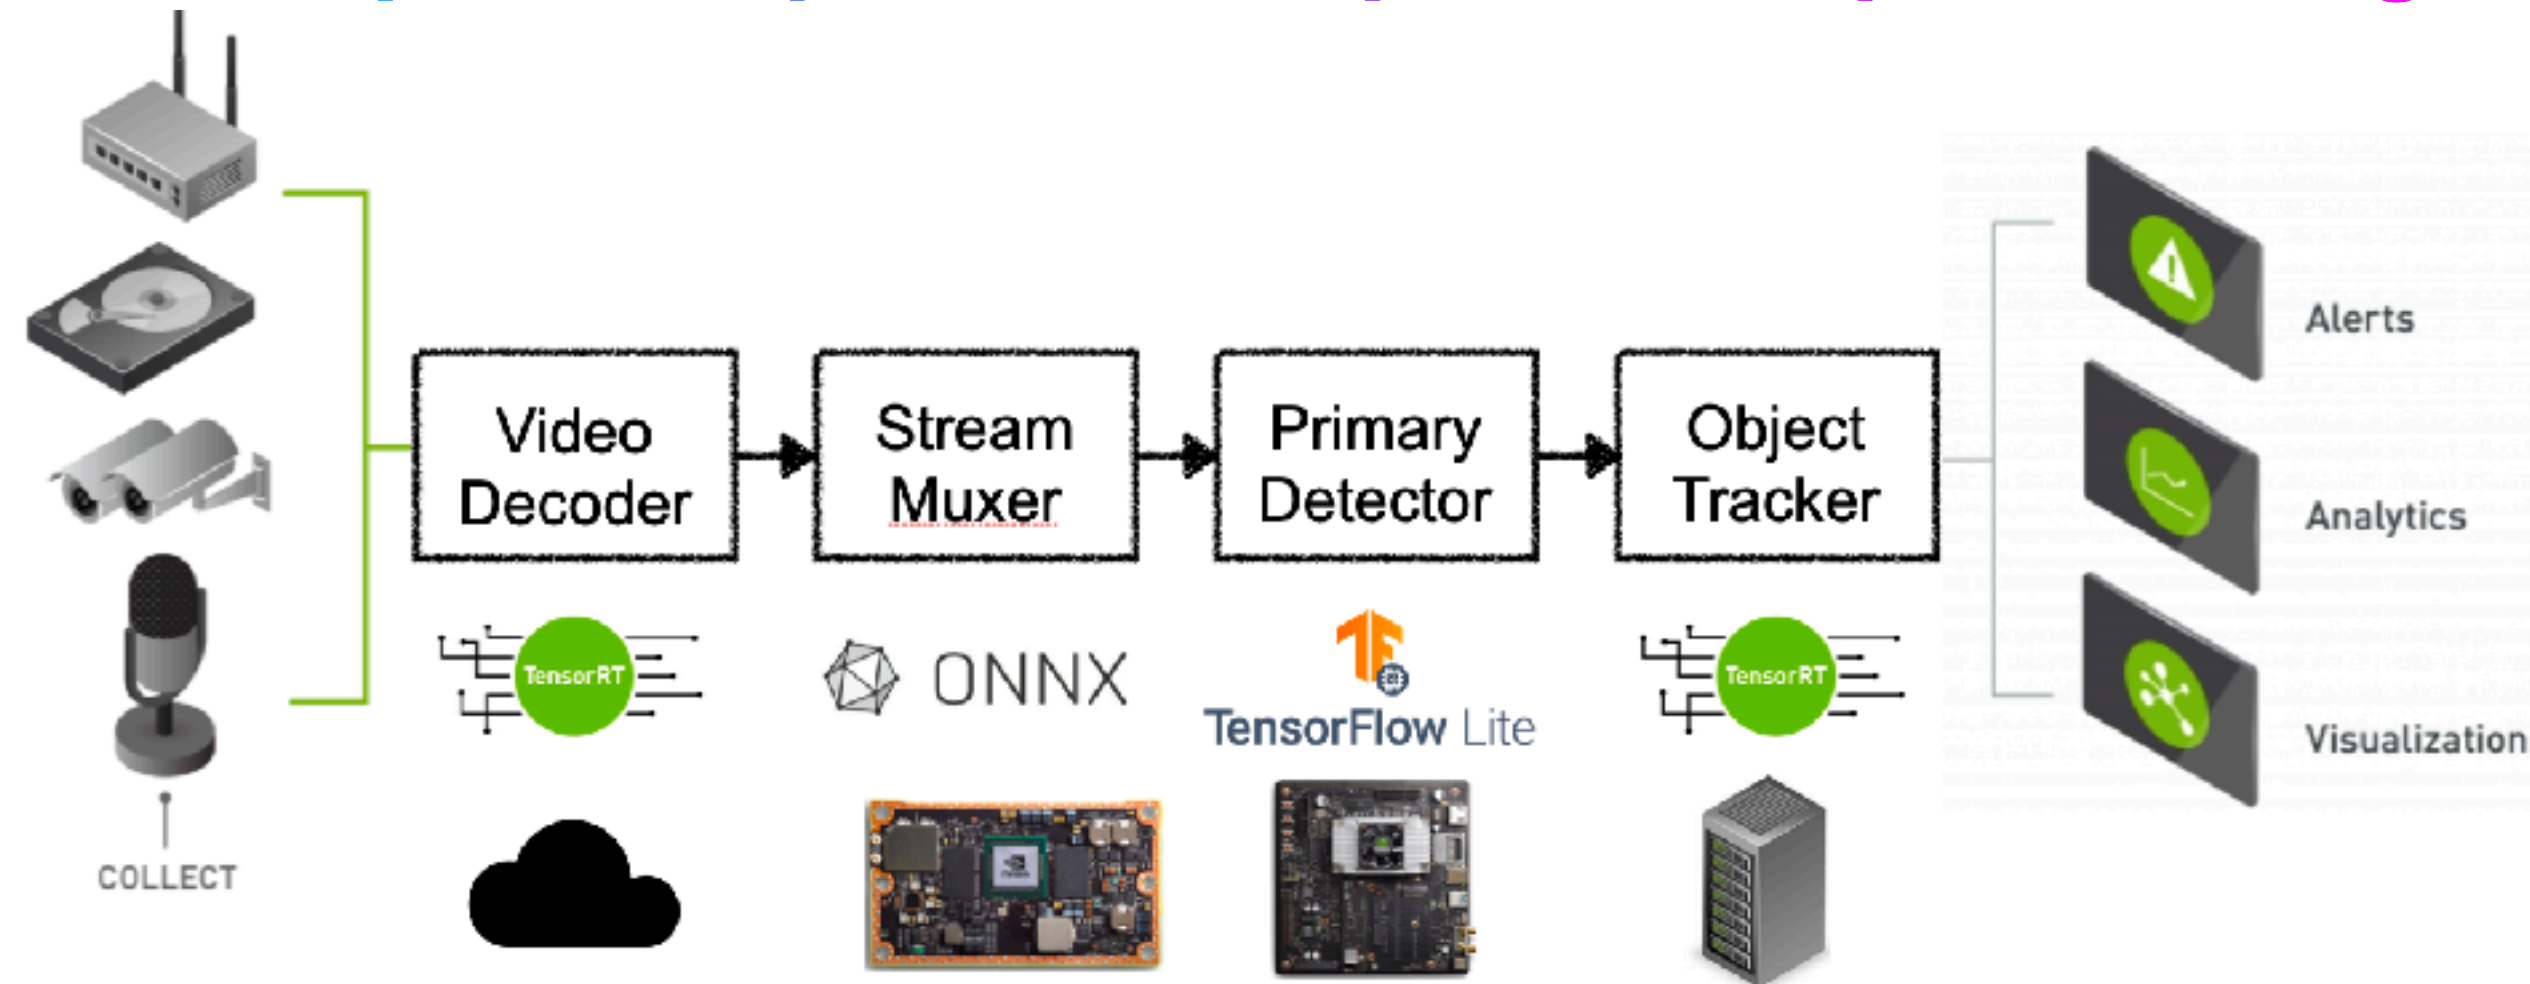 COLLECT
Video
Decoder
Stream
Muxer
Primary
Detector
Object
Tracker
TensorRT
ONNX
TensorFlow Lite
TensorRT
Alerts
Analytics
Visualization